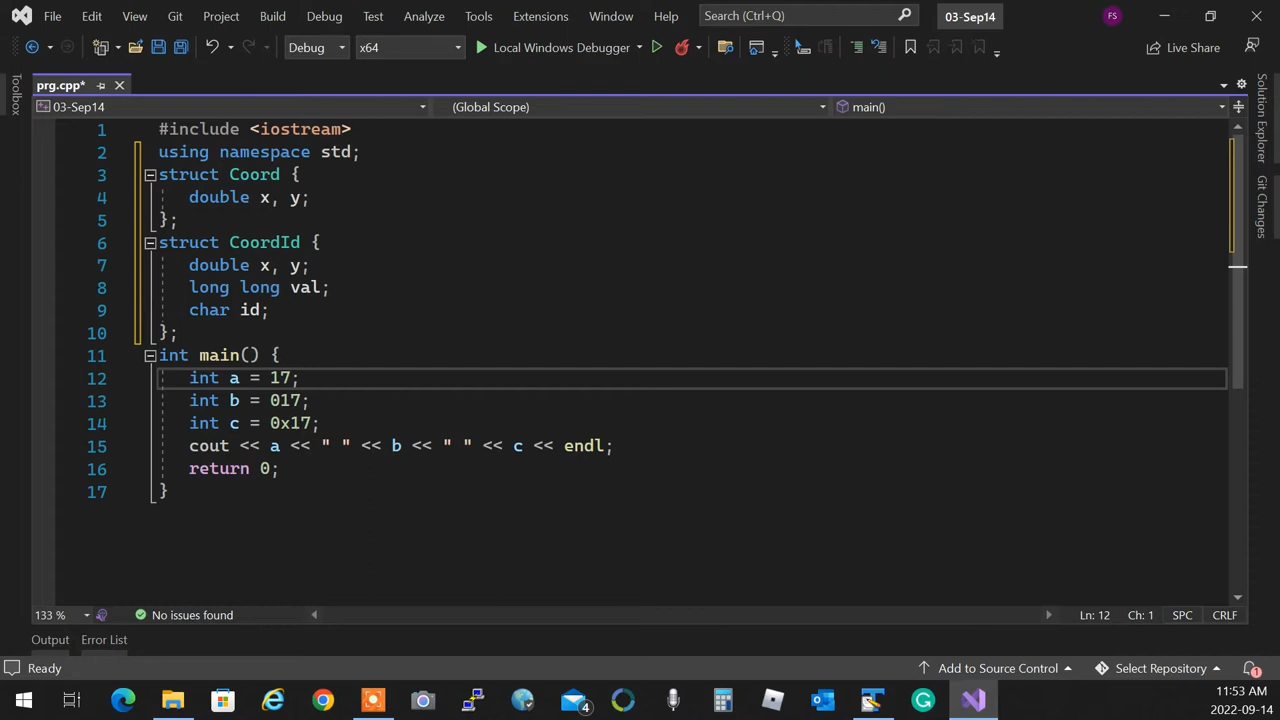 File Edit View Git Project Build Debug Test Analyze Tools Extensions Window Help Search (Ctrl+Q) 03-Sep14 FS
Debug x64 Local Windows Debugger Live Share
prg.cpp*
03-Sep14 (Global Scope) main()
Toolbox
Solution Explorer
Git Changes
1 #include <iostream>
2 using namespace std;
3 struct Coord {
4 double x, y;
5 };
6 struct CoordId {
7 double x, y;
8 long long val;
9 char id;
10 };
11 int main() {
12 int a = 17;
13 int b = 017;
14 int c = 0x17;
15 cout << a << " " << b << " " << c << endl;
16 return 0;
17 }
133 % No issues found Ln: 12 Ch: 1 SPC CRLF
Output Error List
Ready Add to Source Control Select Repository 1
4
11:53 AM
2022-09-14